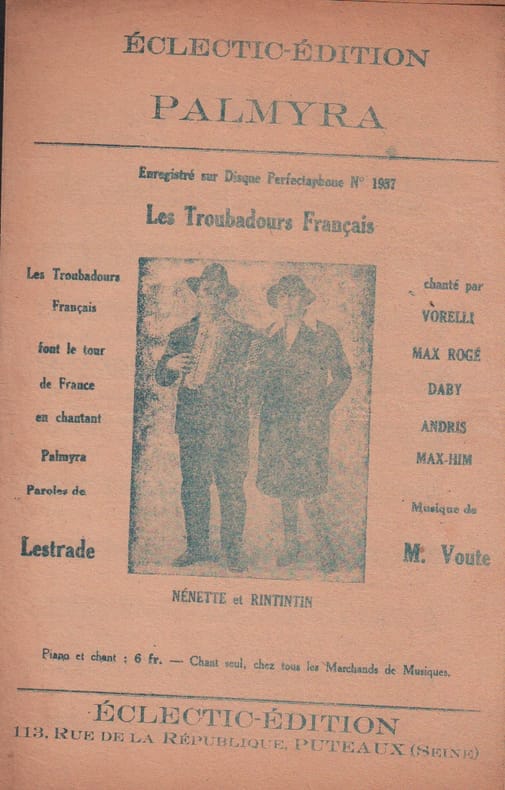 ÉCLECTIC-ÉDITION
PALMYRA
Enregistré sur Disque Perfectaphone N° 1937
Les Troubadours Français
Les Troubadours
Français
font le tour
de France
en chantant
Palmyra
Paroles de
Lestrade
chanté par
VORELLI
MAX ROGÉ
DABY
ANDRIS
MAX-HIM
Musique de
M. Voute
NÉNETTE et RINTINTIN
Piano et chant : 6 fr. — Chant seul, chez tous les Marchands de Musiques.
ÉCLECTIC-ÉDITION
113, RUE DE LA RÉPUBLIQUE, PUTEAUX (SEINE)